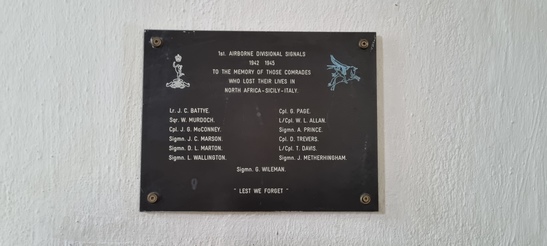 1st. AIRBORNE DIVISIONAL SIGNALS
1942 1945
TO THE MEMORY OF THOSE COMRADES
WHO LOST THEIR LIVES IN
NORTH AFRICA-SICILY-ITALY.
Lt. J. C. BATTYE.
Sgt. W. MURDOCH.
Cpl. J. G. McCONNEY.
Sigmn. J. C. MARSON.
Sigmn. D. L. MARTON.
Sigmn. L. WALLINGTON.
Cpl. G. PAGE.
L/Cpl. W. L. ALLAN.
Sigmn. A. PRINCE.
Cpl. D. TREVERS.
L/Cpl. T. DAVIS.
Sigmn. J. METHERHINGHAM.
Sigmn. G. WILEMAN.
" LEST WE FORGET "